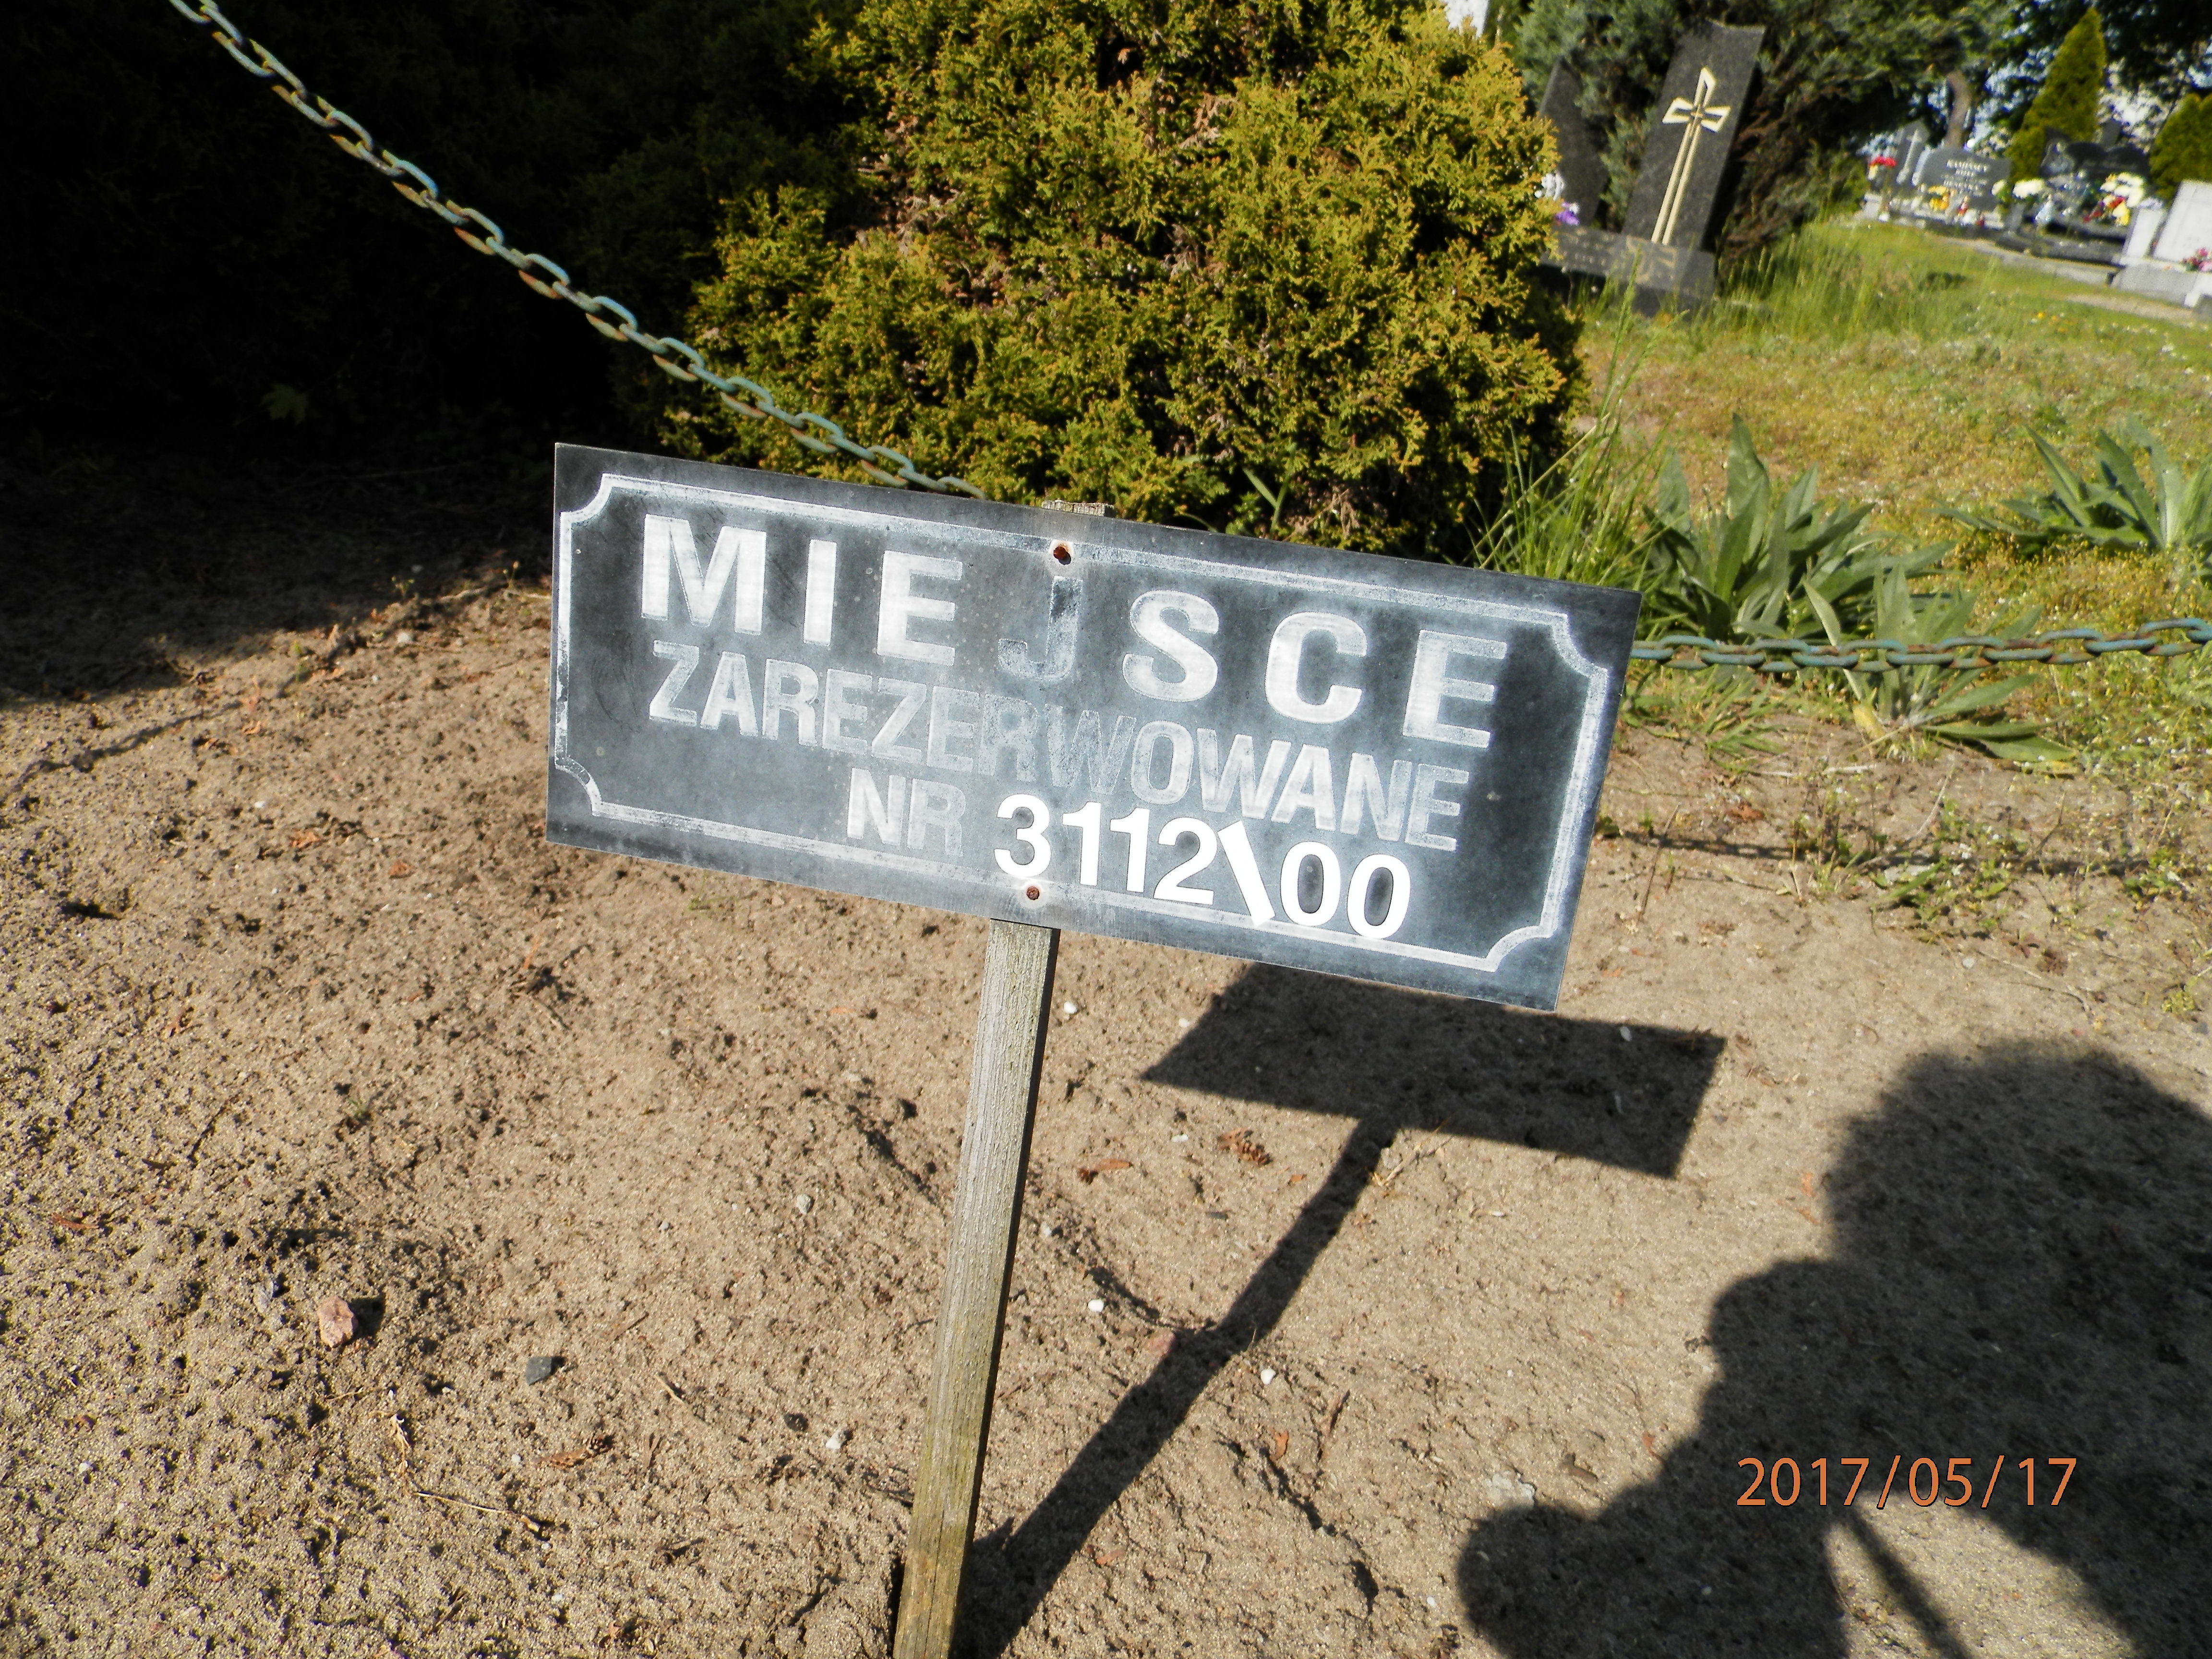 MIEJSCE
ZAREZERWOWANE
NR 3112\00
2017/05/17